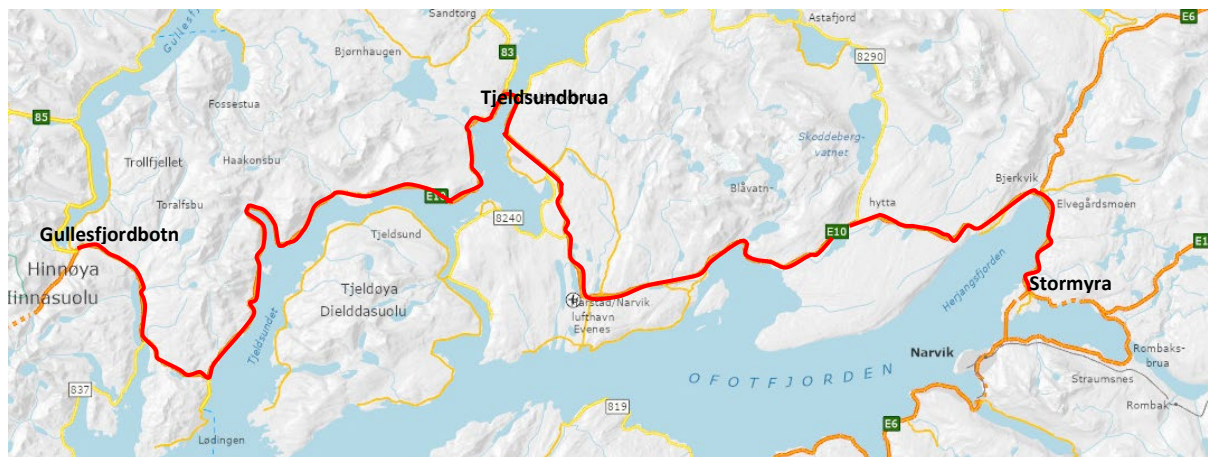 Sandtorg
Astafjord
E6
Gullesfj
83
Bjørnhaugen
8290
85
Tjeldsundbrua
Fossestua
Trollfjellet
Haakonsbu
Skoddeberg-
vatnet
Bjerkvik
Toralfsbu
E10
Blåvatn-
hytta
Elvegårdsmoen
8240
Gullesfjordbotn
Tjeldsund
E10
Hinnøya
Tjeldøya
Dielddasuolu
Herjangsfjorden
Stormyra
Harstad/Narvik
lufthavn
Evenes
Tjeldsundet
Narvik
Rombaks-
brua
OFOTFJORDEN
Straumsnes
837
819
Rombak
E6
Lødingen